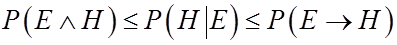 P(E ∧ H) ≤ P(H|E) ≤ P(E → H)